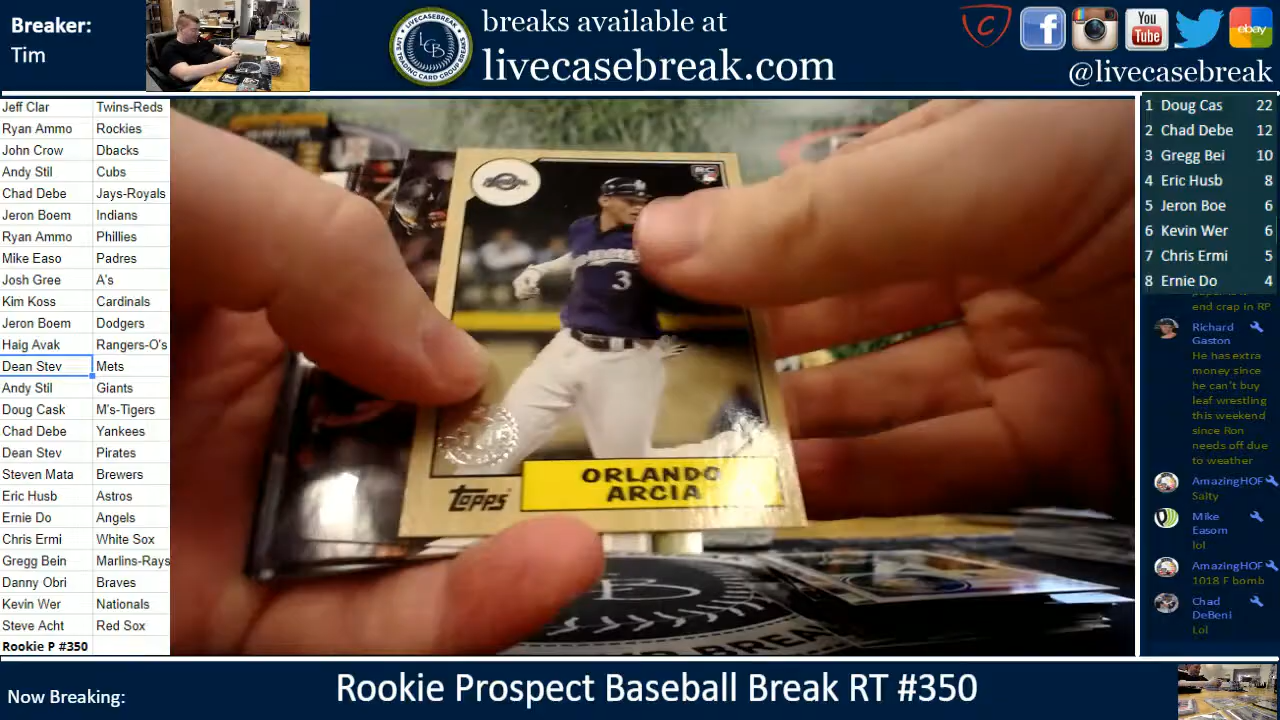 Breaker:
Tim
breaks available at
livecasebreak.com
LIVECASEBREAK
LCB
You
Tube
ebay
@livecasebreak
Jeff Clar Twins-Reds
Ryan Ammo Rockies
John Crow Dbacks
Andy Stil Cubs
Chad Debe Jays-Royals
Jeron Boem Indians
Ryan Ammo Phillies
Mike Easo Padres
Josh Gree A's
Kim Koss Cardinals
Jeron Boem Dodgers
Haig Avak Rangers-O's
Dean Stev Mets
Andy Stil Giants
Doug Cask M's-Tigers
Chad Debe Yankees
Dean Stev Pirates
Steven Mata Brewers
Eric Husb Astros
Ernie Do Angels
Chris Ermi White Sox
Gregg Bein Marlins-Rays
Danny Obri Braves
Kevin Wer Nationals
Steve Acht Red Sox
Rookie P #350
RC
3
ORLANDO
ARCIA
TOPPS
1 Doug Cas 22
2 Chad Debe 12
3 Gregg Bei 10
4 Eric Husb 8
5 Jeron Boe 6
6 Kevin Wer 6
7 Chris Ermi 5
8 Ernie Do 4
end crap in RP
Richard
Gaston
He has extra
money since
he can't buy
leaf wrestling
this weekend
since Ron
needs off due
to weather
AmazingHOF
Salty
Mike
Easom
lol
AmazingHOF
1018 F bomb
Chad
DeBeni
Lol
Now Breaking:
Rookie Prospect Baseball Break RT #350